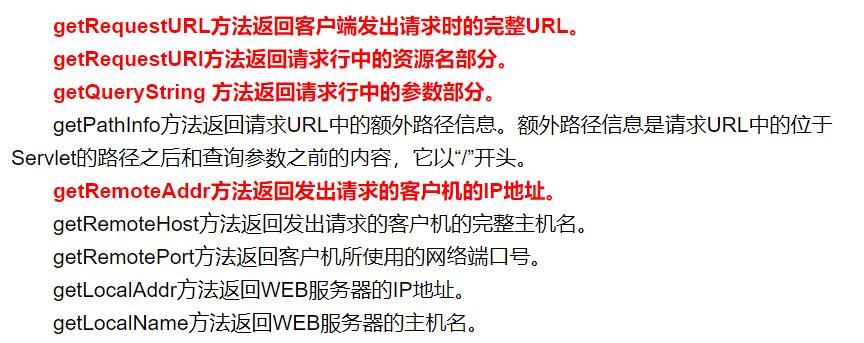 getRequestURL方法返回客户端发出请求时的完整URL。
getRequestURI方法返回请求行中的资源名部分。
getQueryString 方法返回请求行中的参数部分。
getPathInfo方法返回请求URL中的额外路径信息。额外路径信息是请求URL中的位于
Servlet的路径之后和查询参数之前的内容，它以“/”开头。
getRemoteAddr方法返回发出请求的客户机的IP地址。
getRemoteHost方法返回发出请求的客户机的完整主机名。
getRemotePort方法返回客户机所使用的网络端口号。
getLocalAddr方法返回WEB服务器的IP地址。
getLocalName方法返回WEB服务器的主机名。